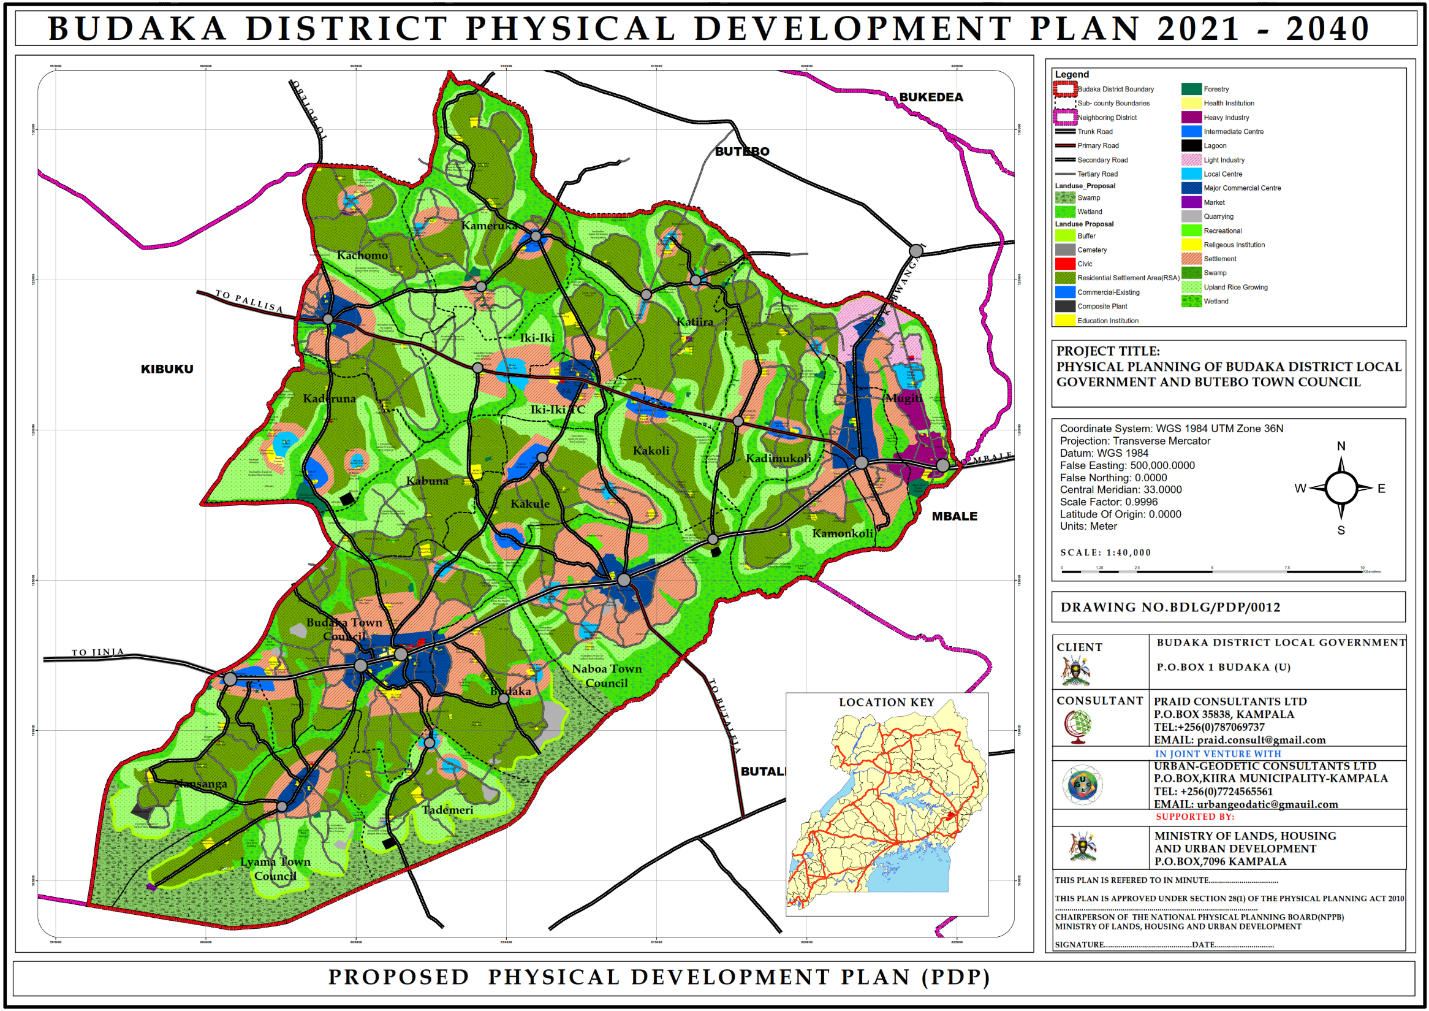 BUDAKA DISTRICT PHYSICAL DEVELOPMENT PLAN 2021 - 2040
BUKEDEA
TO BUTEBO
BUTEBO
Kameruka
Kachomo
TO PALLISA
Katiira
Iki-Iki
KIBUKU
Kaderuna
Iki-Iki TC
Mugiti
Kakoli
Kadimukoli
MBALE
Kabuna
Kakule
MBALE
Kamonkoli
Budaka Town
Council
TO JINJA
Naboa Town
Council
Budaka
TO BUTALEJA
BUTAL
Nansanga
Tademeri
Lyama Town
Council
LOCATION KEY
Legend
Budaka District Boundary
Sub- county Boundaries
Neighboring District
Trunk Road
Primary Road
Secondary Road
Tertiary Road
Landuse_Proposal
Swamp
Wetland
Landuse Proposal
Buffer
Cemetery
Civic
Residential Settlement Area(RSA)
Commercial-Existing
Composite Plant
Education Institution
Forestry
Health Institution
Heavy Industry
Intermediate Centre
Lagoon
Light Industry
Local Centre
Major Commercial Centre
Market
Quarrying
Recreational
Religious Institution
Settlement
Swamp
Upland Rice Growing
Wetland
PROJECT TITLE:
PHYSICAL PLANNING OF BUDAKA DISTRICT LOCAL
GOVERNMENT AND BUTEBO TOWN COUNCIL
Coordinate System: WGS 1984 UTM Zone 36N
Projection: Transverse Mercator
Datum: WGS 1984
False Easting: 500,000.0000
False Northing: 0.0000
Central Meridian: 33.0000
Scale Factor: 0.9996
Latitude Of Origin: 0.0000
Units: Meter
N
W
E
S
SCALE: 1:40,000
DRAWING NO.BDLG/PDP/0012
CLIENT
BUDAKA DISTRICT LOCAL GOVERNMENT
P.O.BOX 1 BUDAKA (U)
CONSULTANT
PRAID CONSULTANTS LTD
P.O.BOX 35838, KAMPALA
TEL:+256(0)787069737
EMAIL: praid.consult@gmail.com
IN JOINT VENTURE WITH
URBAN-GEODETIC CONSULTANTS LTD
P.O.BOX,KIIRA MUNICIPALITY-KAMPALA
TEL: +256(0)7724565561
EMAIL: urbangeodatic@gmauil.com
SUPPORTED BY:
MINISTRY OF LANDS, HOUSING
AND URBAN DEVELOPMENT
P.O.BOX,7096 KAMPALA
THIS PLAN IS REFERED TO IN MINUTE................................
THIS PLAN IS APPROVED UNDER SECTION 28(1) OF THE PHYSICAL PLANNING ACT 2010
CHAIRPERSON OF THE NATIONAL PHYSICAL PLANNING BOARD(NPPB)
MINISTRY OF LANDS, HOUSING AND URBAN DEVELOPMENT
SIGNATURE........................................DATE...........................
PROPOSED PHYSICAL DEVELOPMENT PLAN (PDP)